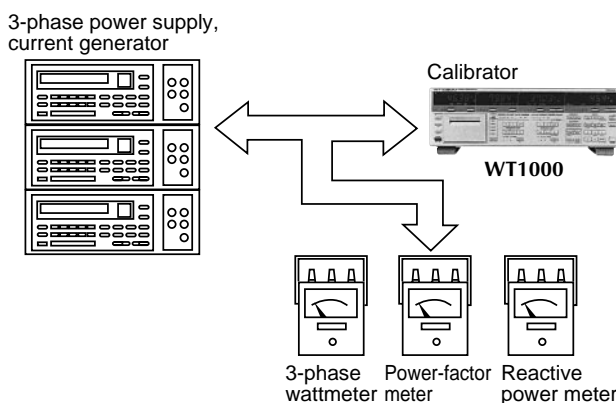 3-phase power supply,
current generator
Calibrator
WT1000
3-phase
wattmeter
Power-factor
meter
Reactive
power meter